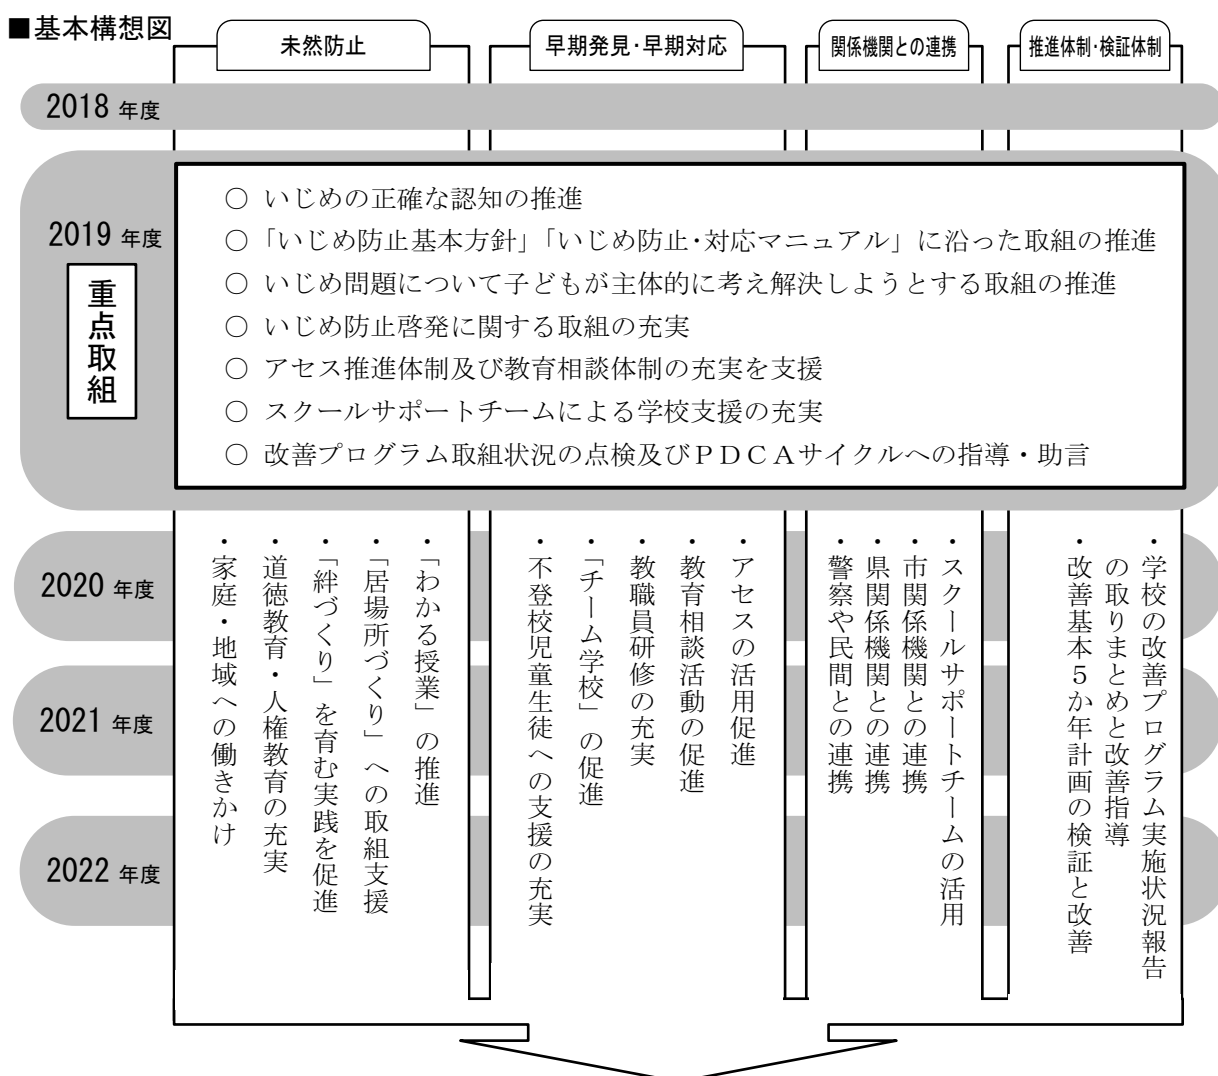 ■基本構想図
未然防止
早期発見・早期対応
関係機関との連携
推進体制・検証体制
2018 年度
2019 年度
重点取組
○ いじめの正確な認知の推進
○「いじめ防止基本方針」「いじめ防止・対応マニュアル」に沿った取組の推進
○ いじめ問題について子どもが主体的に考え解決しようとする取組の推進
○ いじめ防止啓発に関する取組の充実
○ アセス推進体制及び教育相談体制の充実を支援
○ スクールサポートチームによる学校支援の充実
○ 改善プログラム取組状況の点検及びPDCAサイクルへの指導・助言
2020 年度
2021 年度
2022 年度
・「わかる授業」の推進
・「居場所づくり」への取組支援
・「絆づくり」を育む実践を促進
・道徳教育・人権教育の充実
・家庭・地域への働きかけ
・アセスの活用促進
・教育相談活動の促進
・教職員研修の充実
・「チーム学校」の促進
・不登校児童生徒への支援の充実
・スクールサポートチームの活用
・市関係機関との連携
・県関係機関との連携
・警察や民間との連携
・学校の改善プログラム実施状況報告
の取りまとめと改善指導
・改善基本5か年計画の検証と改善